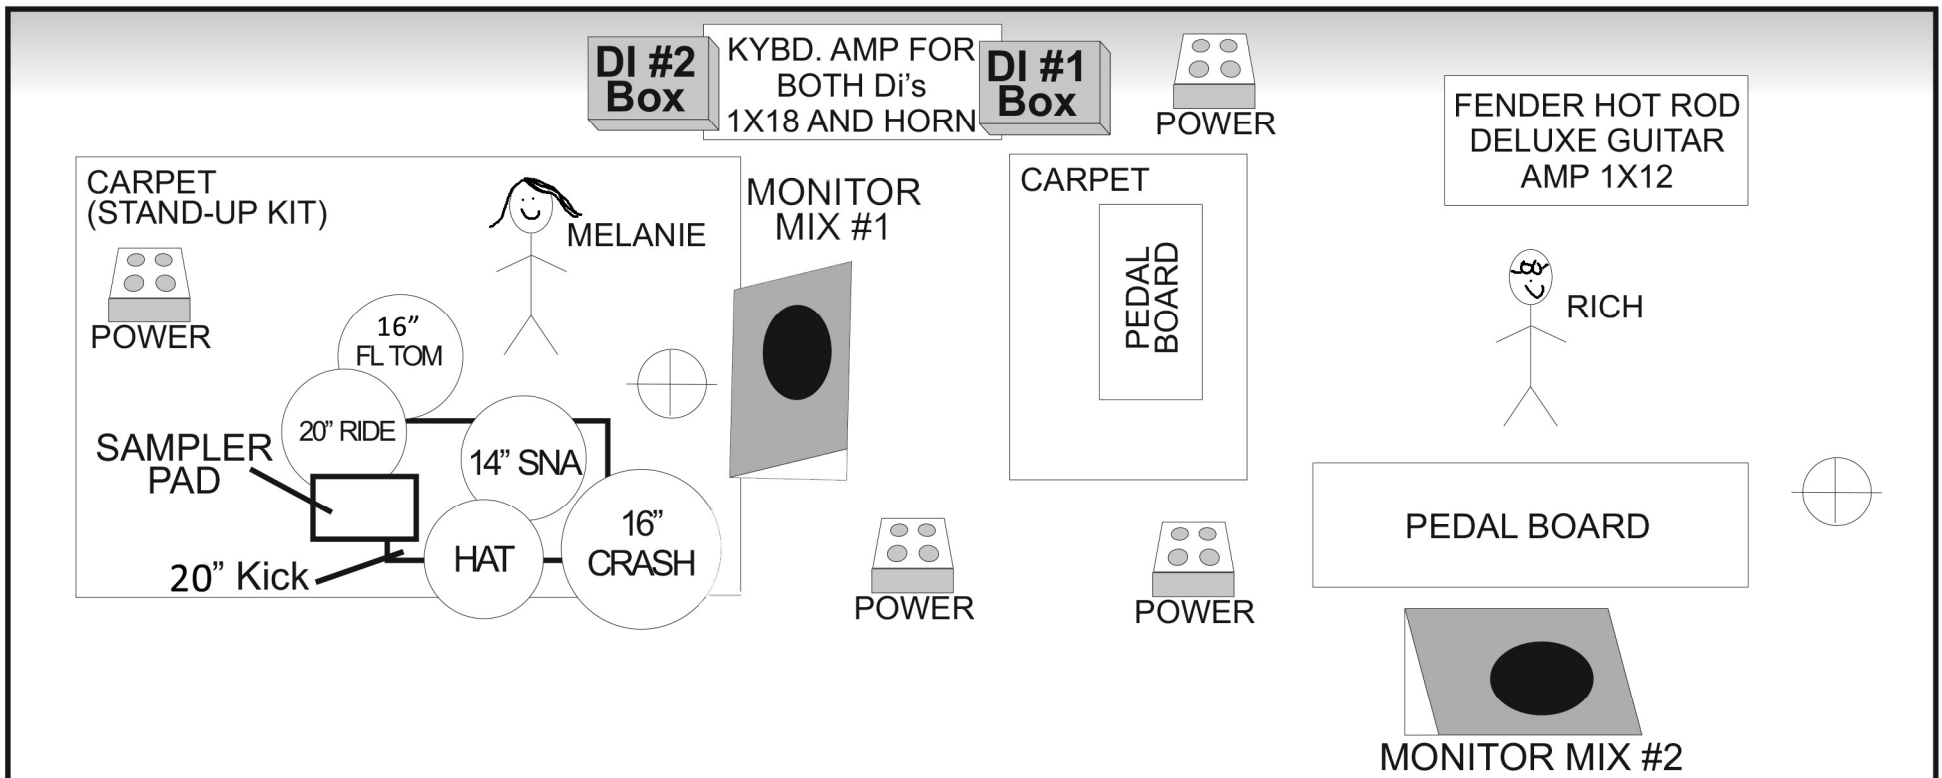 DI #2
Box
KYBD. AMP FOR
BOTH Di’s
1X18 AND HORN
DI #1
Box
POWER
FENDER HOT ROD
DELUXE GUITAR
AMP 1X12
CARPET
(STAND-UP KIT)
MELANIE
POWER
MONITOR
MIX #1
CARPET
PEDAL
BOARD
RICH
16”
FL TOM
20” RIDE
SAMPLER
PAD
14” SNA
HAT
16”
CRASH
20” Kick
POWER
POWER
PEDAL BOARD
MONITOR MIX #2